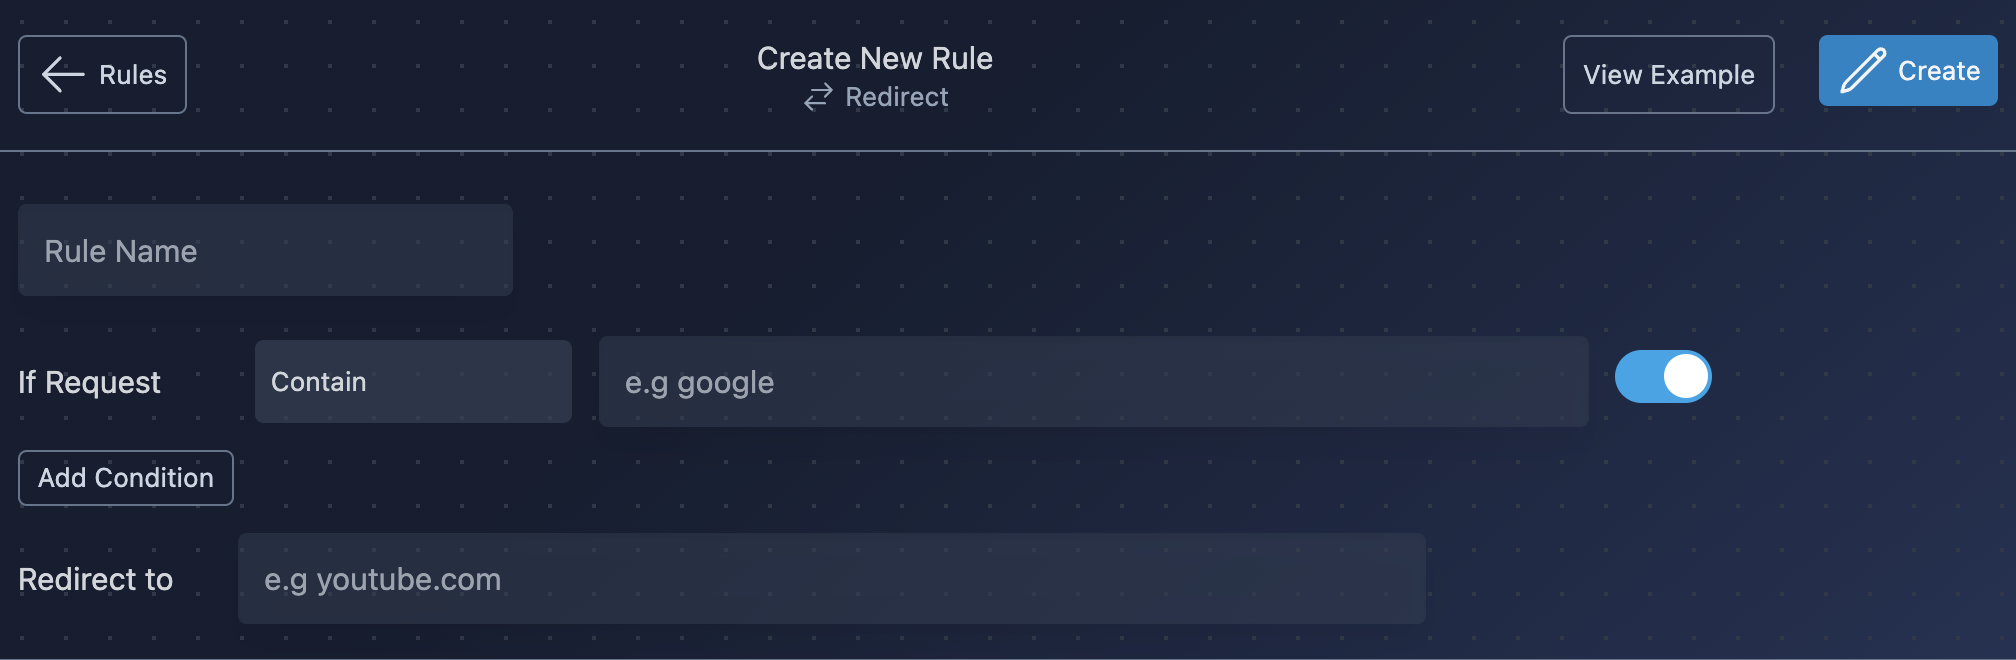 Rules
Create New Rule
Redirect
View Example
Create
Rule Name
If Request
Contain
e.g google
Add Condition
Redirect to
e.g youtube.com